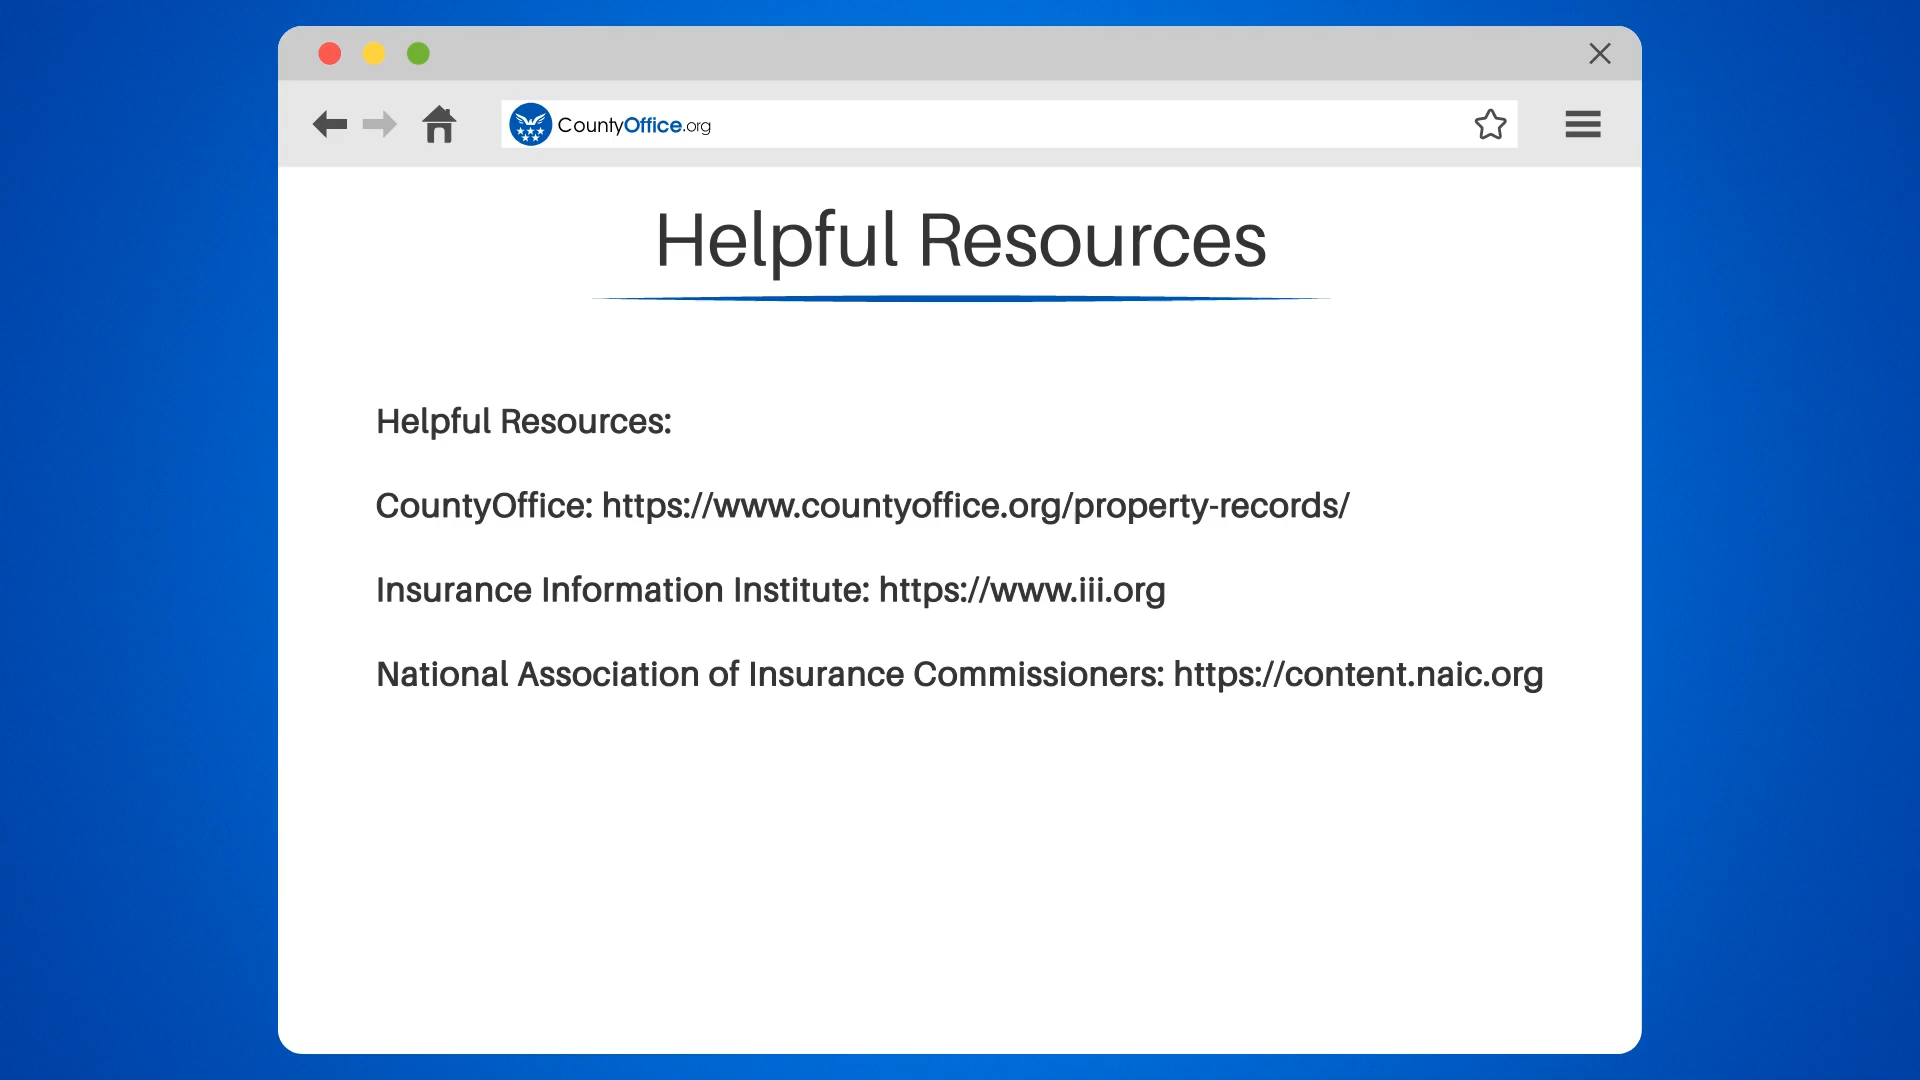 CountyOffice.org
Helpful Resources
Helpful Resources:
CountyOffice: https://www.countyoffice.org/property-records/
Insurance Information Institute: https://www.iii.org
National Association of Insurance Commissioners: https://content.naic.org